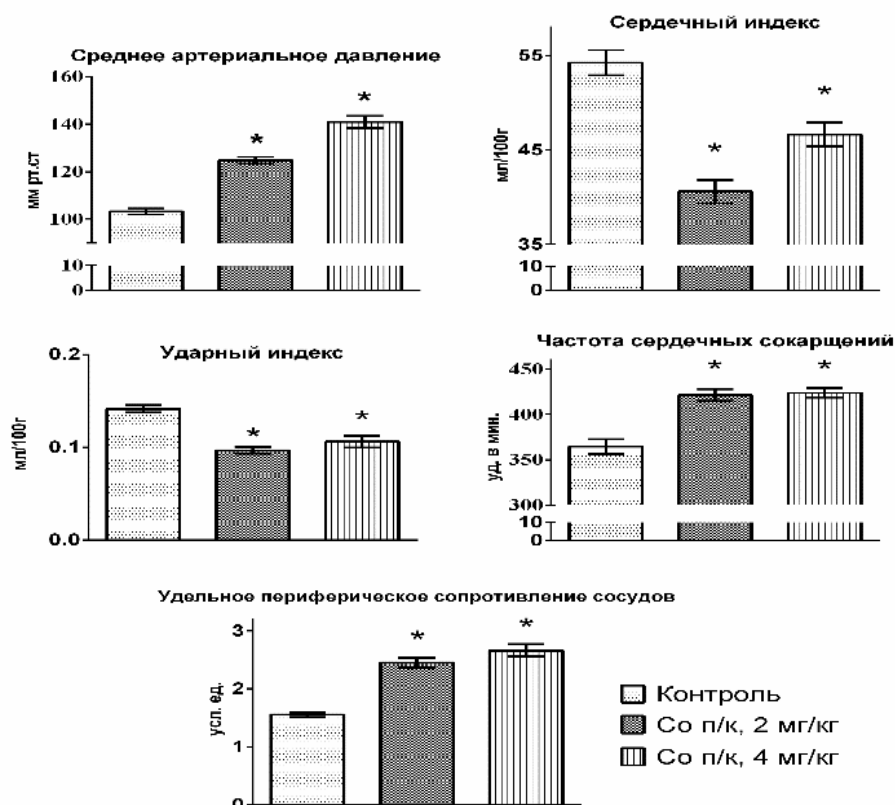 Среднее артериальное давление
160
140
120
100
10
0
мм рт.ст
*
*
Сердечный индекс
55
45
35
10
0
мл/100г
*
*
Ударный индекс
0.2
0.1
0.0
мл/100г
*
*
Частота сердечных сокарщений
450
400
350
300
10
0
уд. в мин.
*
*
Удельное периферическое сопротивление сосудов
3
2
1
0
усл. ед.
*
*
Контроль
Co п/к, 2 мг/кг
Co п/к, 4 мг/кг